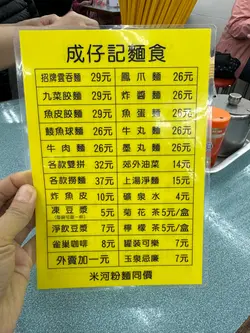 成仔記麵食
招牌雲吞麵 29元 鳳爪麵 26元
九菜餃麵 29元 炸醬麵 26元
魚皮餃麵 29元 魚蛋麵 26元
鯪魚球麵 26元 牛丸麵 26元
牛肉麵 26元 墨丸麵 26元
各款雙拼 32元 郊外油菜 14元
各款撈麵 37元 上湯淨麵 15元
炸魚皮 10元 礦泉水 4元
凍豆漿 5元 菊花茶 5元/盒
淨飲豆漿 7元 檸檬茶 5元/盒
雀巢咖啡 8元 罐裝可樂 7元
外賣加一元 玉泉忌廉 7元
米河粉麵同價